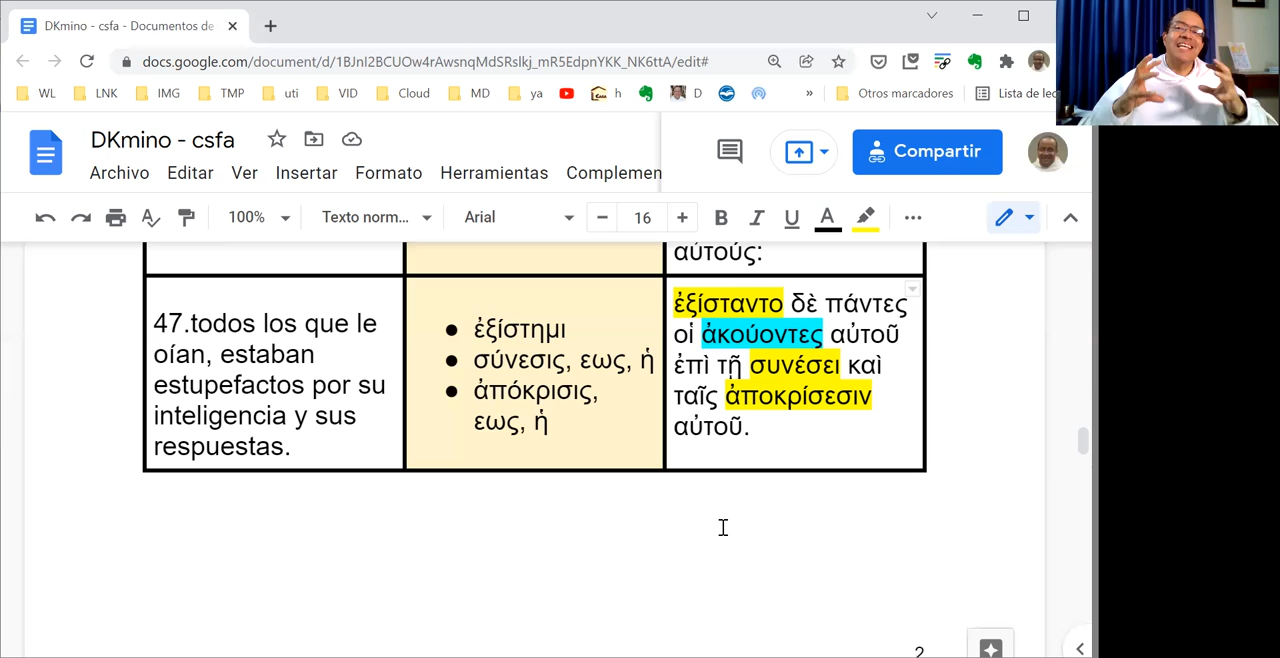 DKmino - csfa - Documentos de
docs.google.com/document/d/1BJnI2BCUOw4rAwsnqMdSRsIkj_mR5EdpnYKK_NK6ttA/edit#
WL LNK IMG TMP uti VID Cloud MD ya h D » Otros marcadores Lista de lec
DKmino - csfa
Compartir
Archivo Editar Ver Insertar Formato Herramientas Complemen
100% Texto norm... Arial 16 B I U A
αὐτούς:
47.todos los que le
oían, estaban
estupefactos por su
inteligencia y sus
respuestas.
● ἐξίστημι
● σύνεσις, εως, ἡ
● ἀπόκρισις,
εως, ἡ
ἐξίσταντο δὲ πάντες
οἱ ἀκούοντες αὐτοῦ
ἐπὶ τῇ συνέσει καὶ
ταῖς ἀποκρίσεσιν
αὐτοῦ.
2